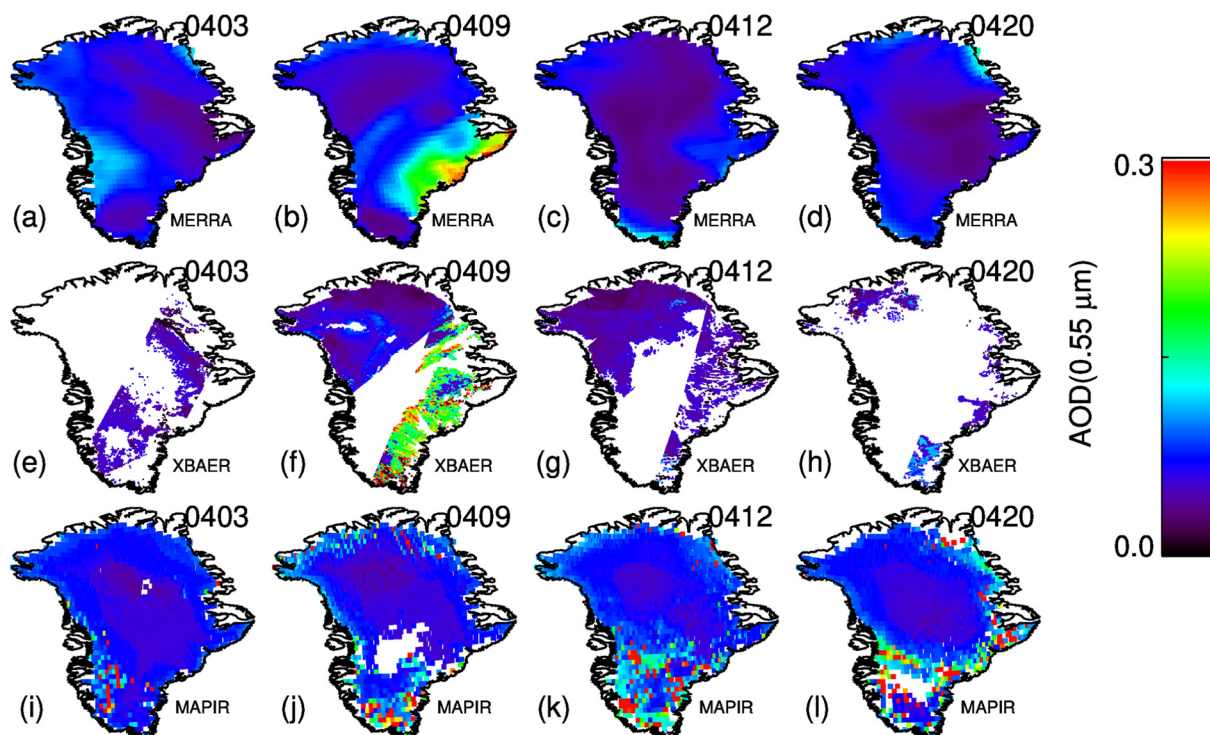 0403 0409 0412 0420
(a) MERRA (b) MERRA (c) MERRA (d) MERRA
0403 0409 0412 0420
(e) XBAER (f) XBAER (g) XBAER (h) XBAER
0403 0409 0412 0420
(i) MAPIR (j) MAPIR (k) MAPIR (l) MAPIR
0.3
AOD(0.55 µm)
0.0